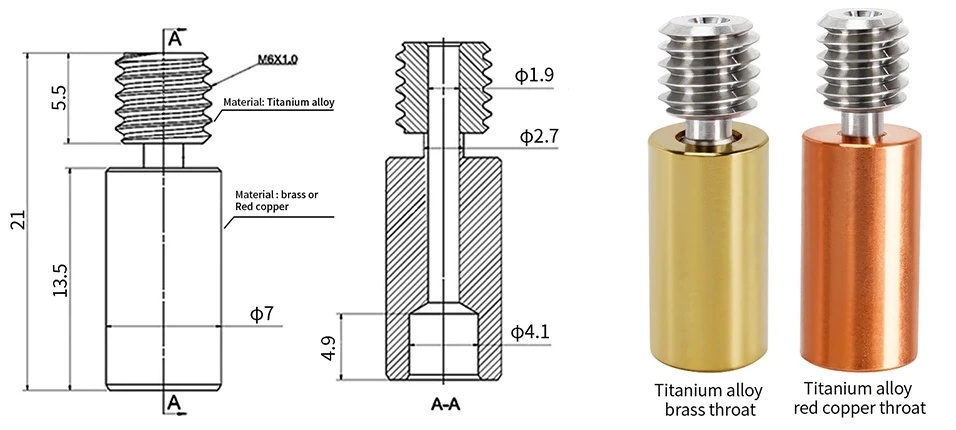 A
M6X1.0
5.5
Material: Titanium alloy
Material : brass or
Red copper
21
13.5
Φ7
A
Φ1.9
Φ2.7
4.9
Φ4.1
A-A
Titanium alloy
brass throat
Titanium alloy
red copper throat